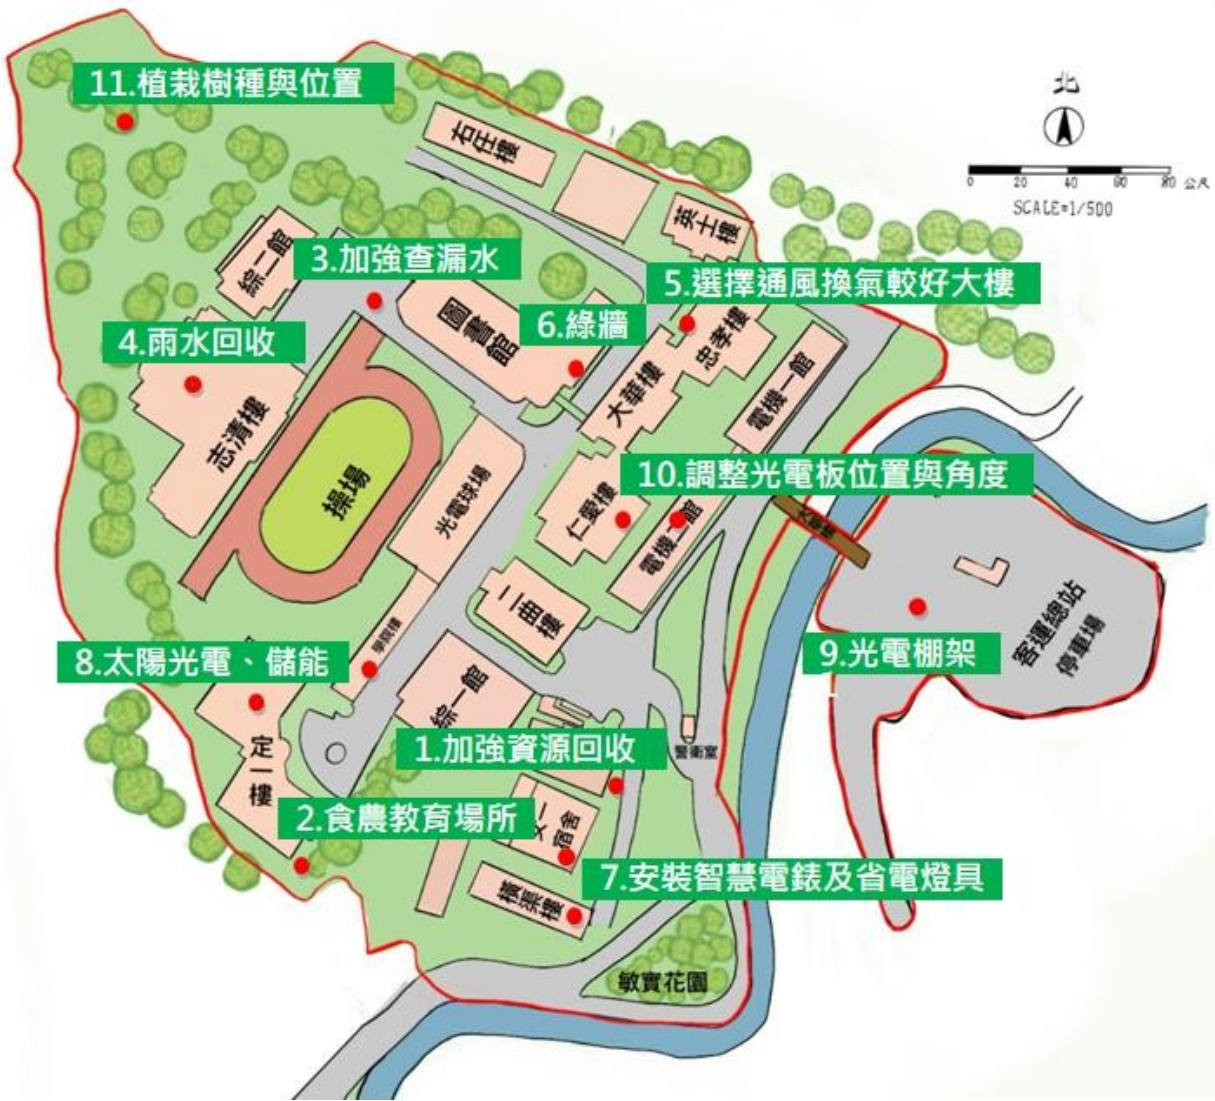 11.植栽樹種與位置
北
0 20 40 60 80 公尺
SCALE=1/500
右任樓
英士樓
綜二館
3.加強查漏水
5.選擇通風換氣較好大樓
圖書館
6.綠牆
忠孝樓
4.雨水回收
大華樓
電機一館
志清樓
操場
光電球場
10.調整光電板位置與角度
仁愛樓
電機二館
二曲樓
客運總站
停車場
學院樓
8.太陽光電、儲能
9.光電棚架
綜一館
定一樓
1.加強資源回收
警衛室
2.食農教育場所
宿舍
7.安裝智慧電錶及省電燈具
橫渠樓
敏實花園